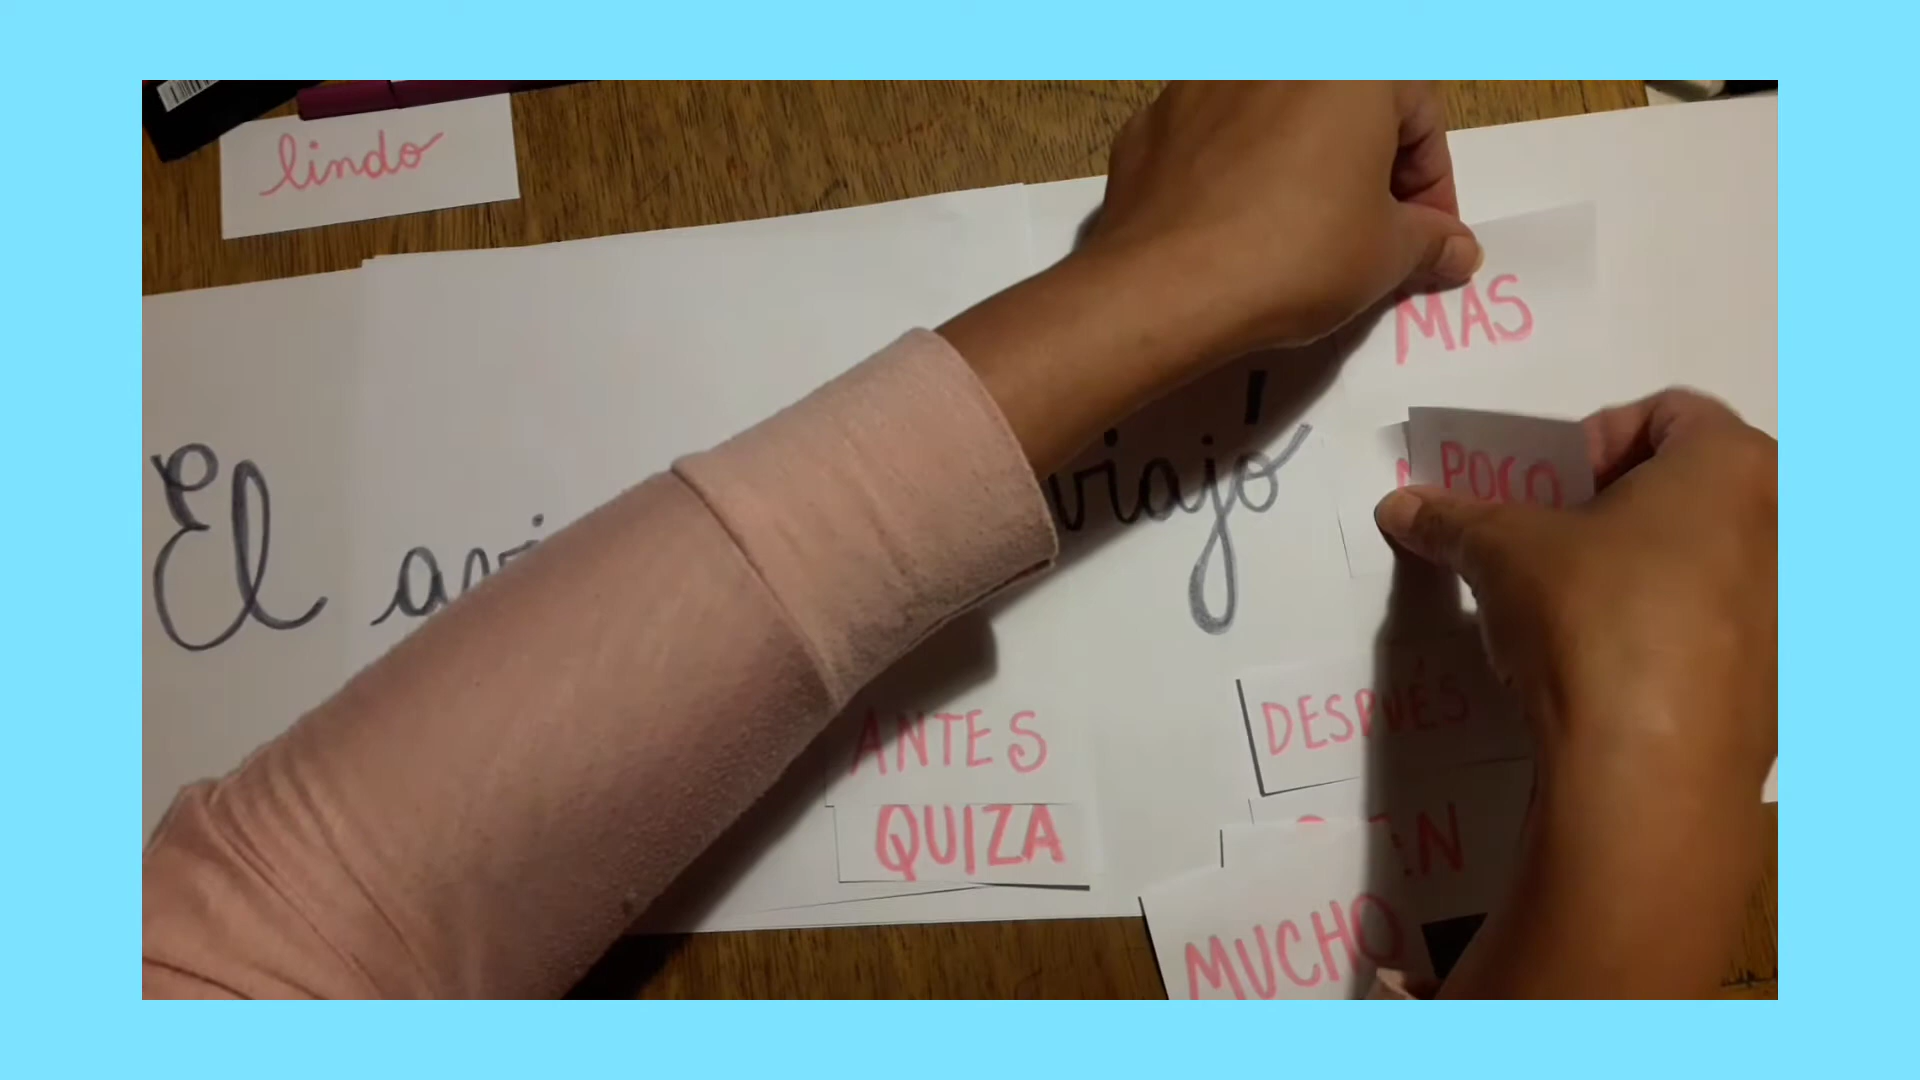 lindo
MAS
El
viajó
POCO
DESPUÉS
ANTES
QUIZA
MUCHO